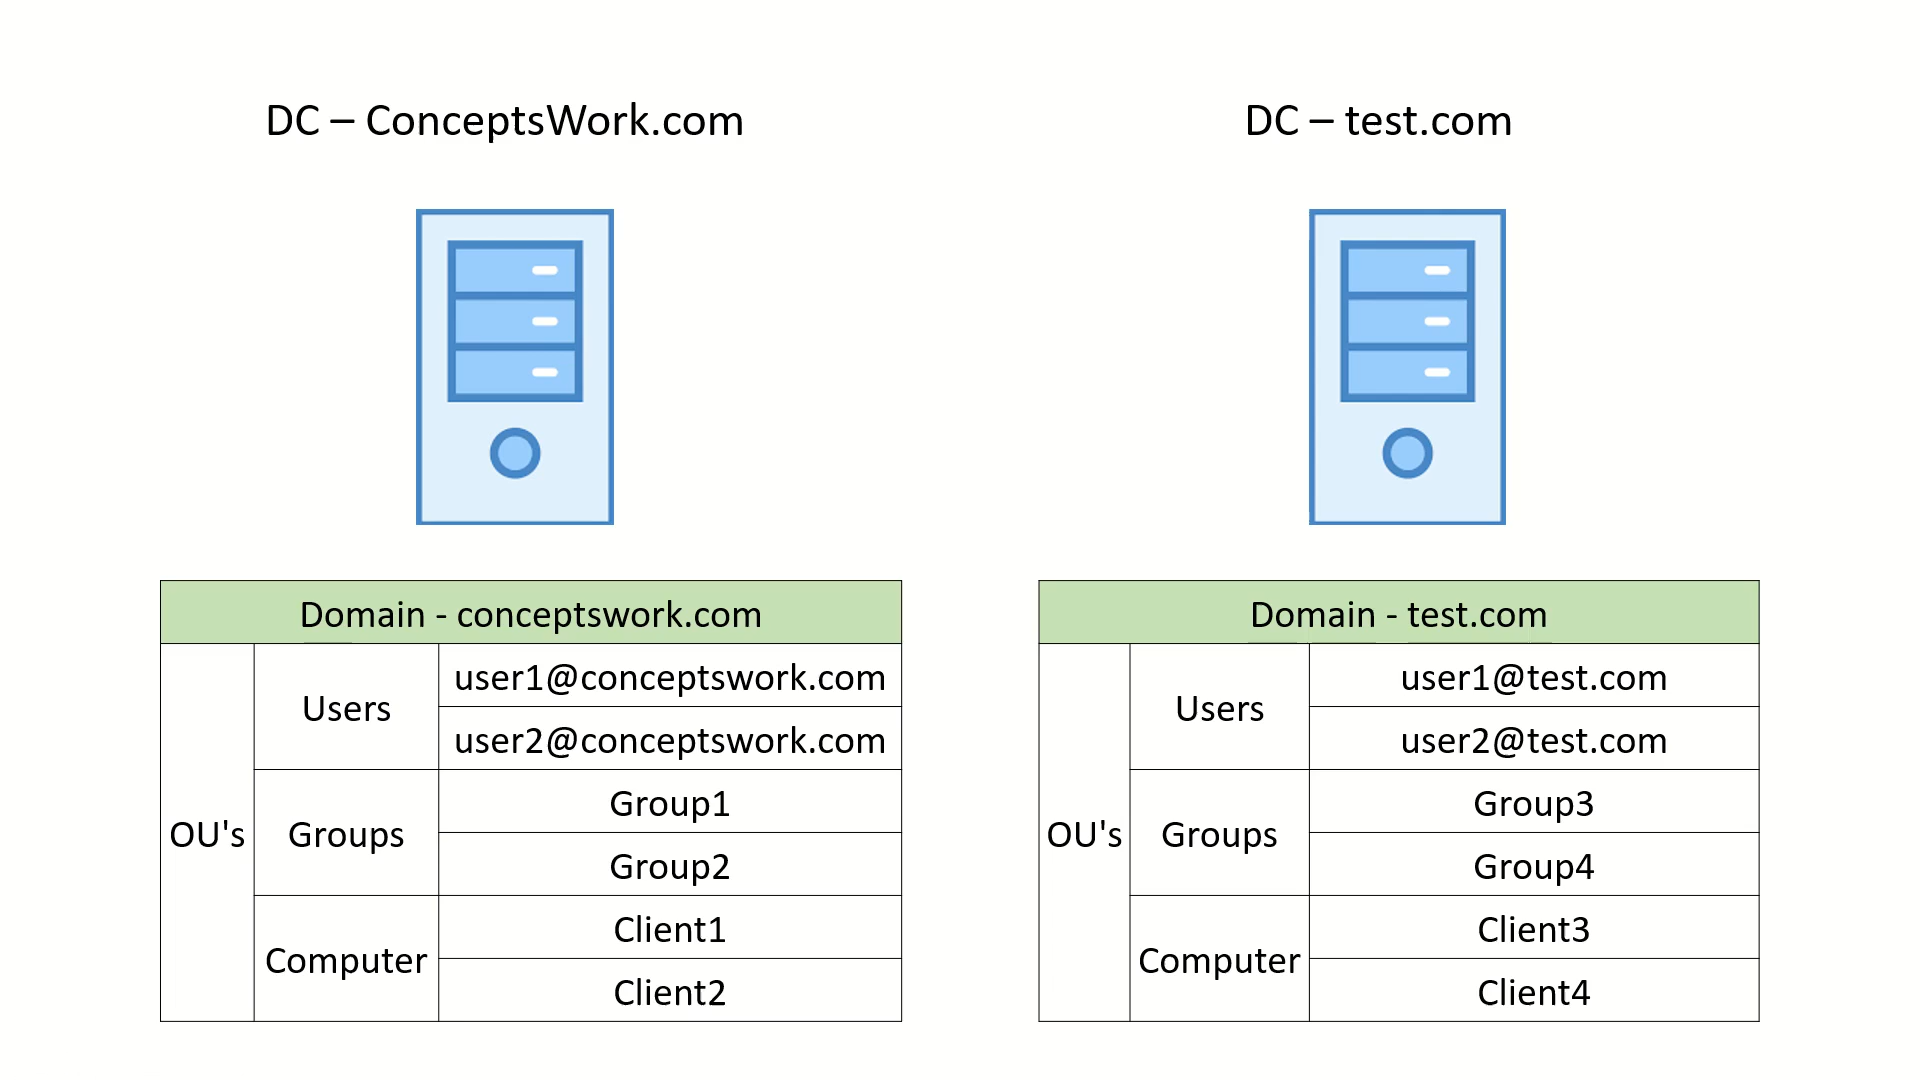 DC – ConceptsWork.com
DC – test.com
Domain - conceptswork.com
OU's
Users
user1@conceptswork.com
user2@conceptswork.com
Groups
Group1
Group2
Computer
Client1
Client2
Domain - test.com
OU's
Users
user1@test.com
user2@test.com
Groups
Group3
Group4
Computer
Client3
Client4